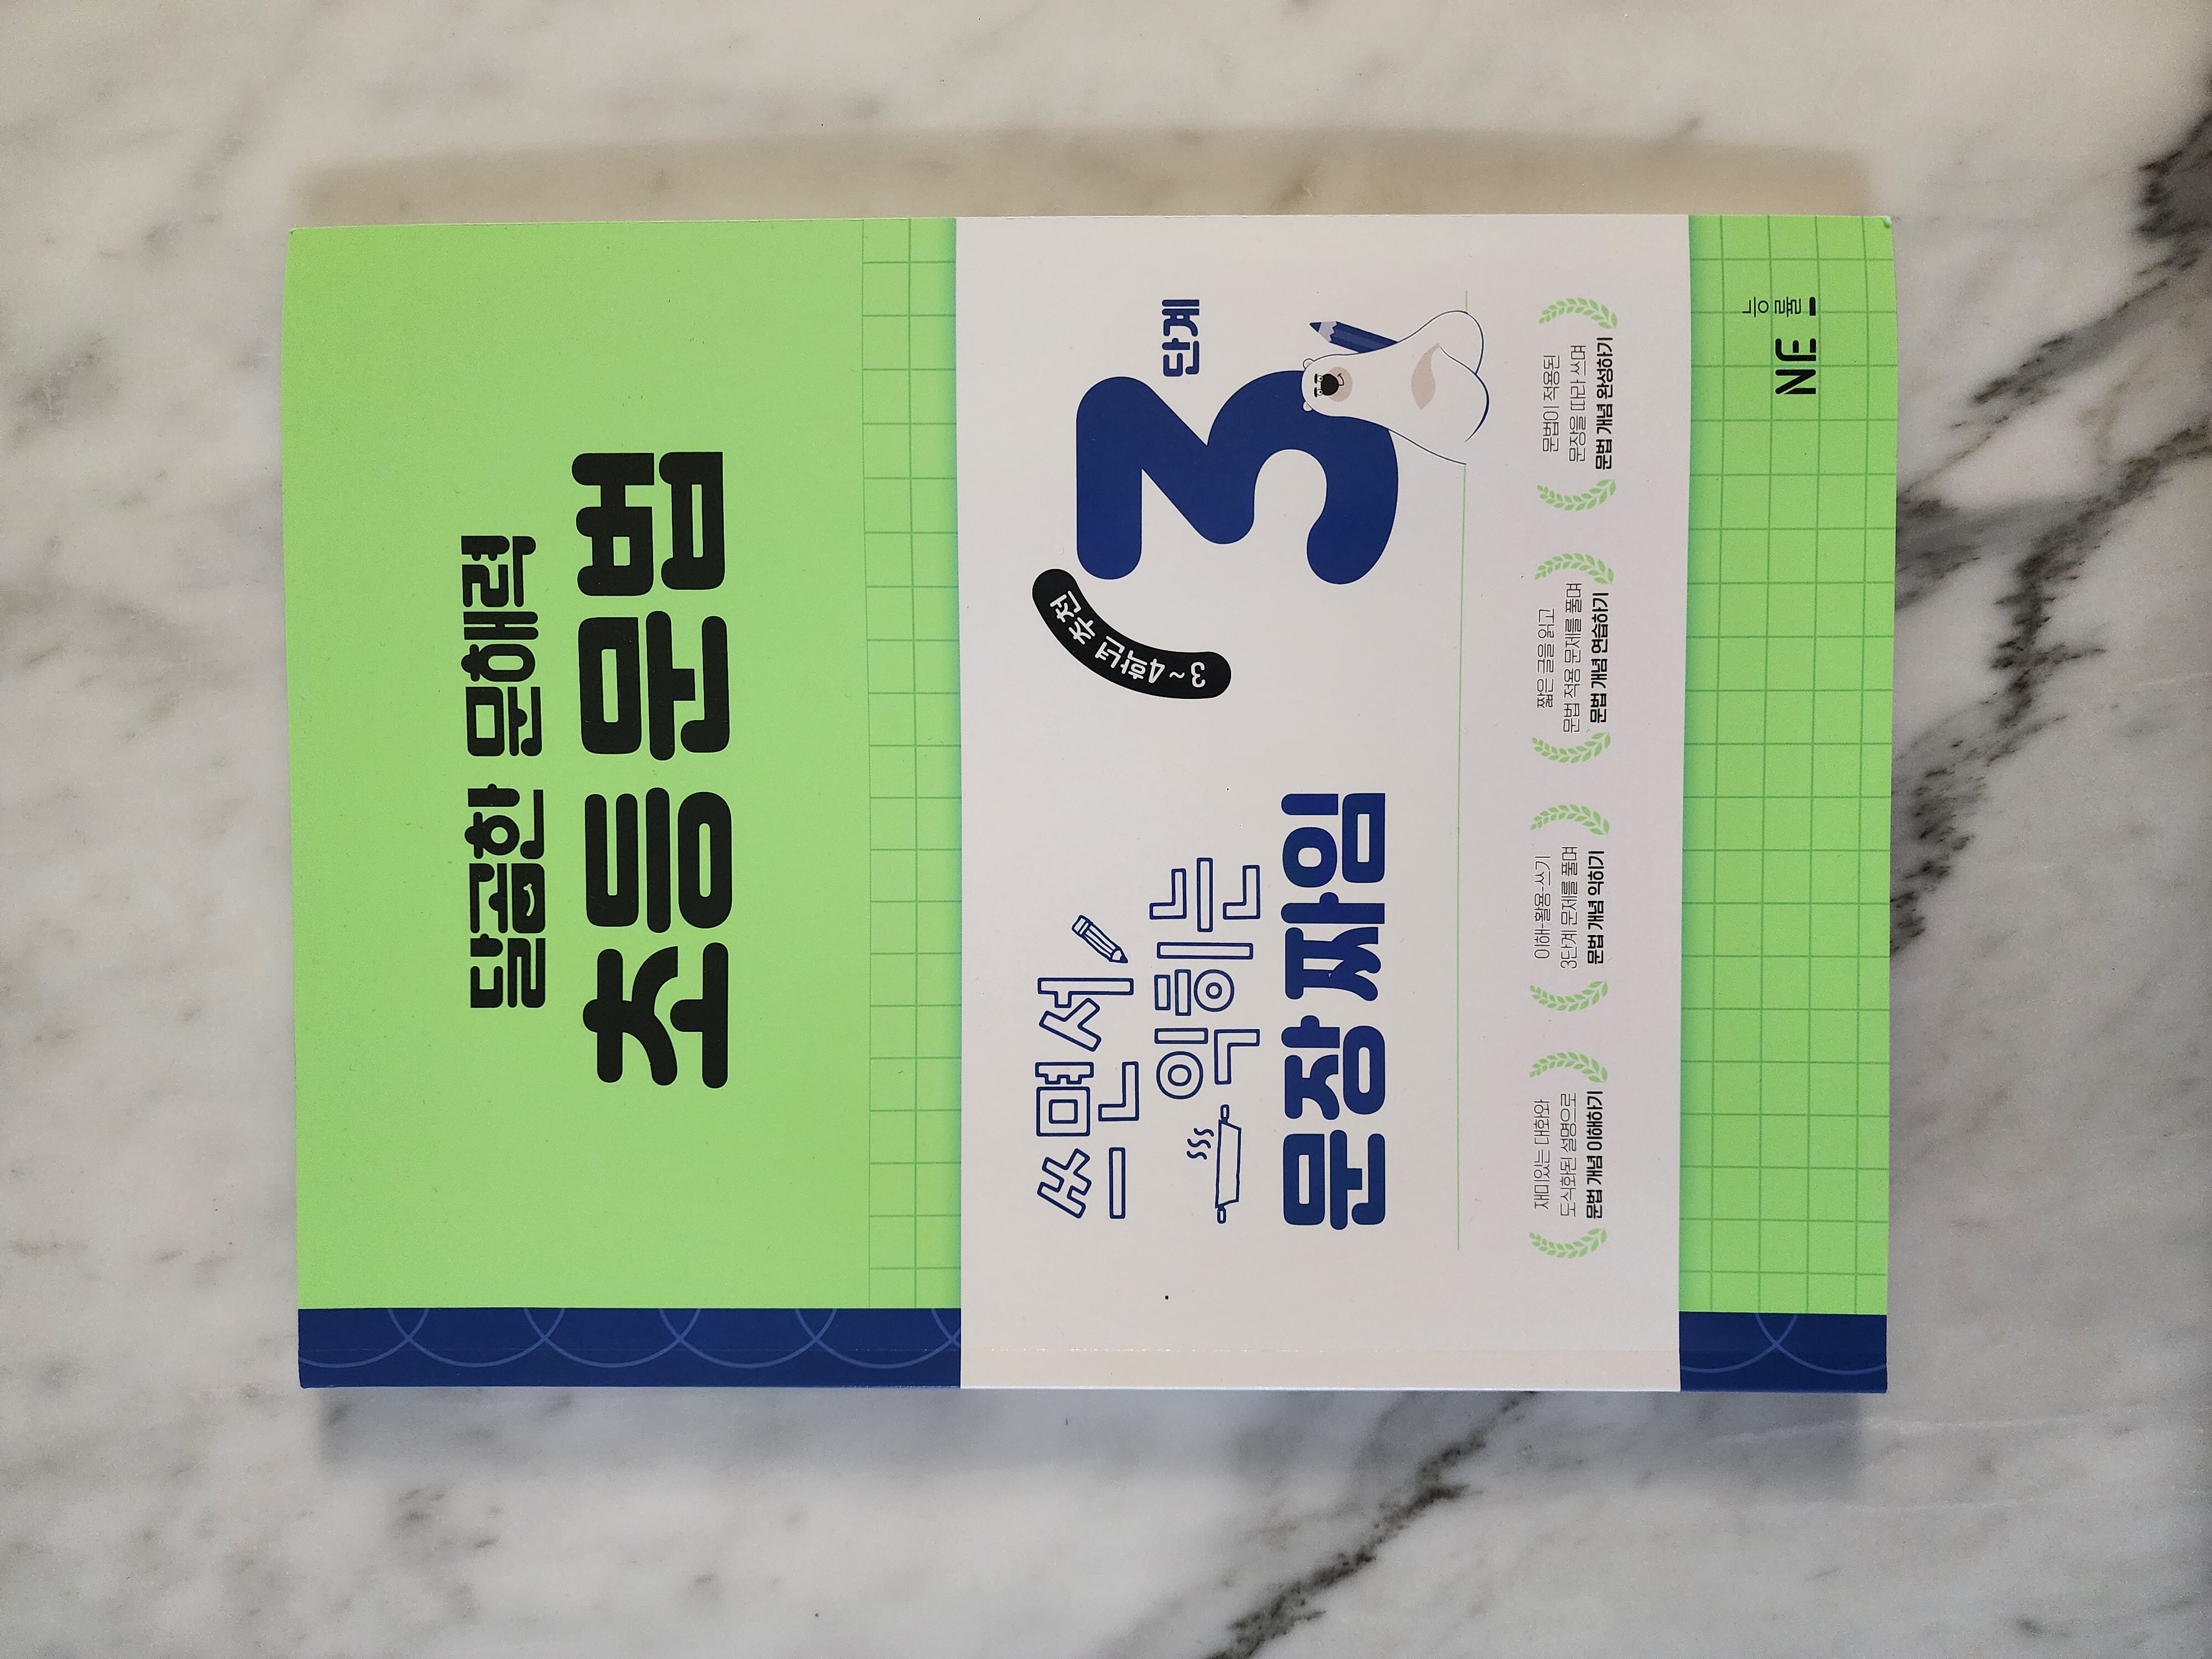 달곰한 문해력
초등 문법
3~4학년 추천
3 단계
쓰면서
익히는
문장 짜임
재미있는 대화와
도식화된 설명으로
문법 개념 이해하기
이해-활용-쓰기
3단계 문제를 풀며
문법 개념 익히기
짧은 글을 읽고
문법 적용 문제를 풀며
문법 개념 연습하기
문법이 적용된
문장을 따라 쓰며
문법 개념 완성하기
NE 능률